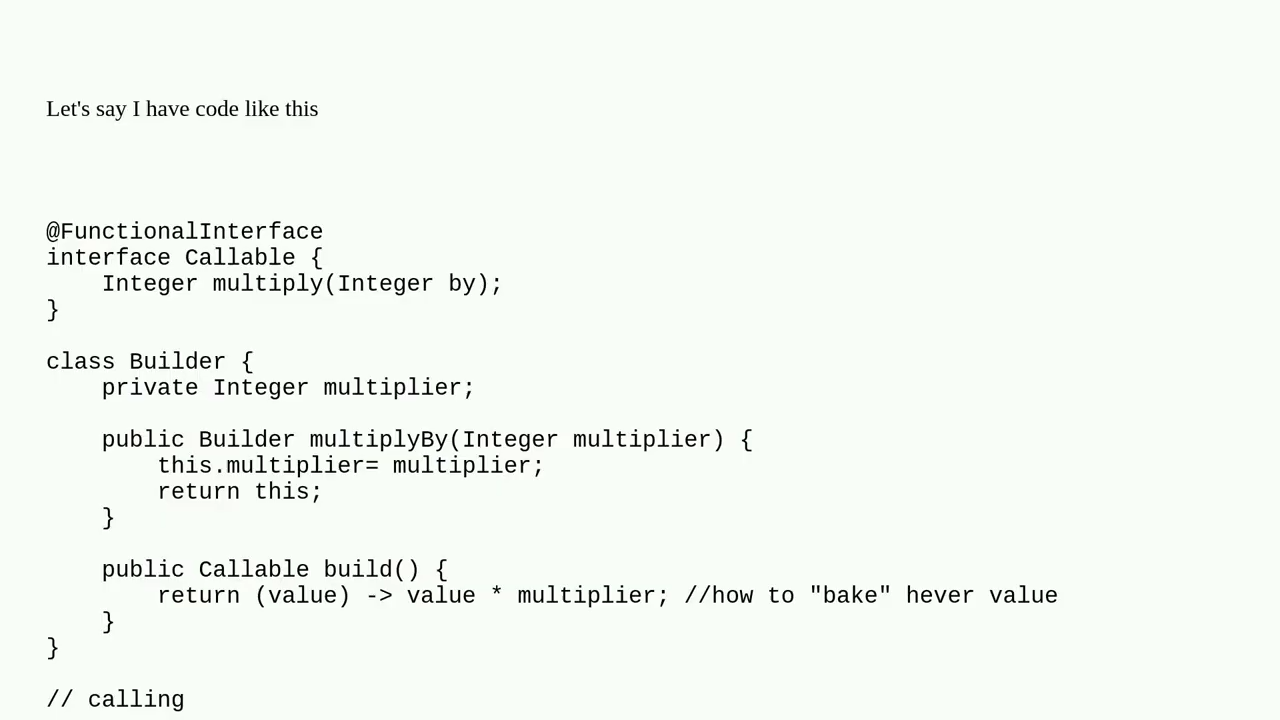 Let's say I have code like this
@FunctionalInterface
interface Callable {
    Integer multiply(Integer by);
}
class Builder {
    private Integer multiplier;
    public Builder multiplyBy(Integer multiplier) {
        this.multiplier= multiplier;
        return this;
    }
    public Callable build() {
        return (value) -> value * multiplier; //how to "bake" hever value
    }
}
// calling